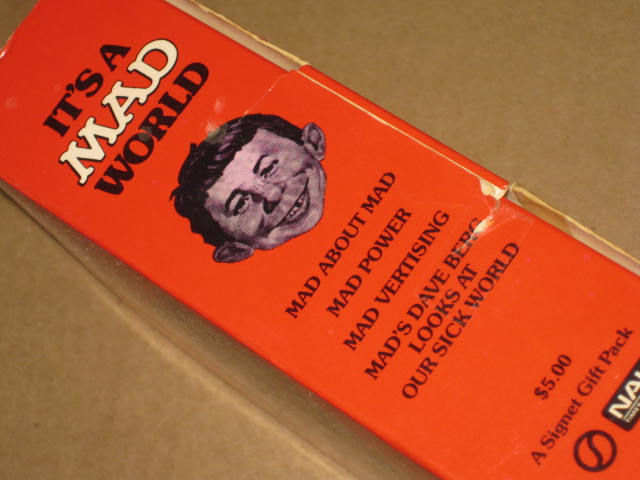 IT'S A
MAD
WORLD
MAD ABOUT MAD
MAD POWER
MAD VERTISING
MAD'S DAVE BERG
LOOKS AT
OUR SICK WORLD
$5.00
A Signet Gift Pack